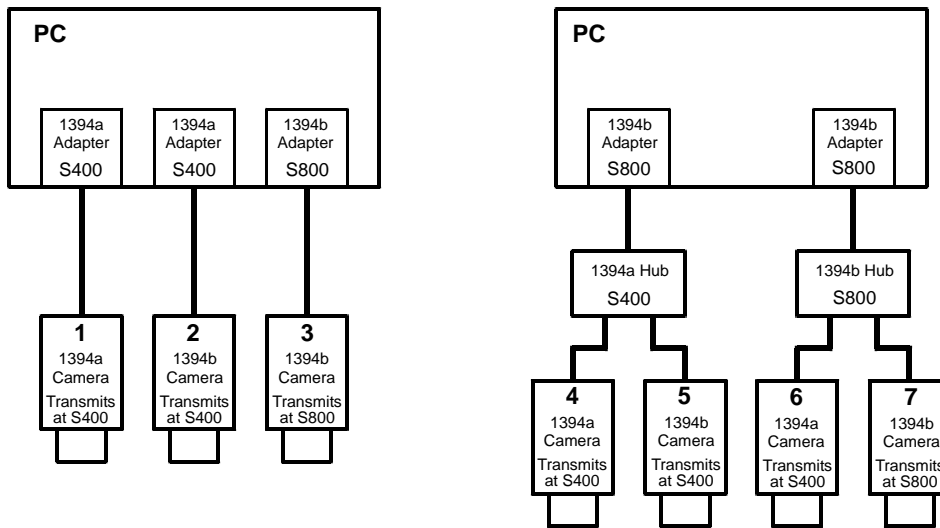 PC
1394a
Adapter
S400
1394a
Adapter
S400
1394b
Adapter
S800
1
1394a
Camera
Transmits
at S400
2
1394b
Camera
Transmits
at S400
3
1394b
Camera
Transmits
at S800
PC
1394b
Adapter
S800
1394b
Adapter
S800
1394a Hub
S400
1394b Hub
S800
4
1394a
Camera
Transmits
at S400
5
1394b
Camera
Transmits
at S400
6
1394a
Camera
Transmits
at S400
7
1394b
Camera
Transmits
at S800